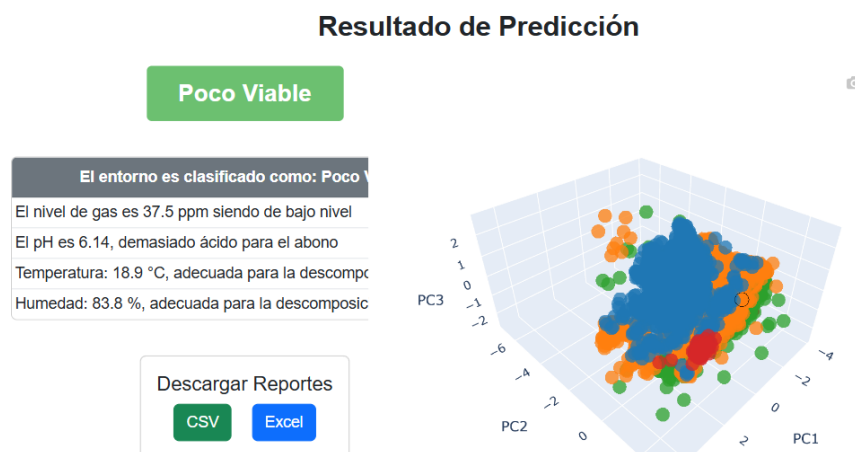 Resultado de Predicción
Poco Viable
El entorno es clasificado como: Poco
El nivel de gas es 37.5 ppm siendo de bajo nivel
El pH es 6.14, demasiado ácido para el abono
Temperatura: 18.9 °C, adecuada para la
Humedad: 83.8 %, adecuada para la
Descargar Reportes
CSV
Excel
2
1
0
−1
−2
PC3
−6
−4
−2
0
PC2
−4
−2
0
2
PC1